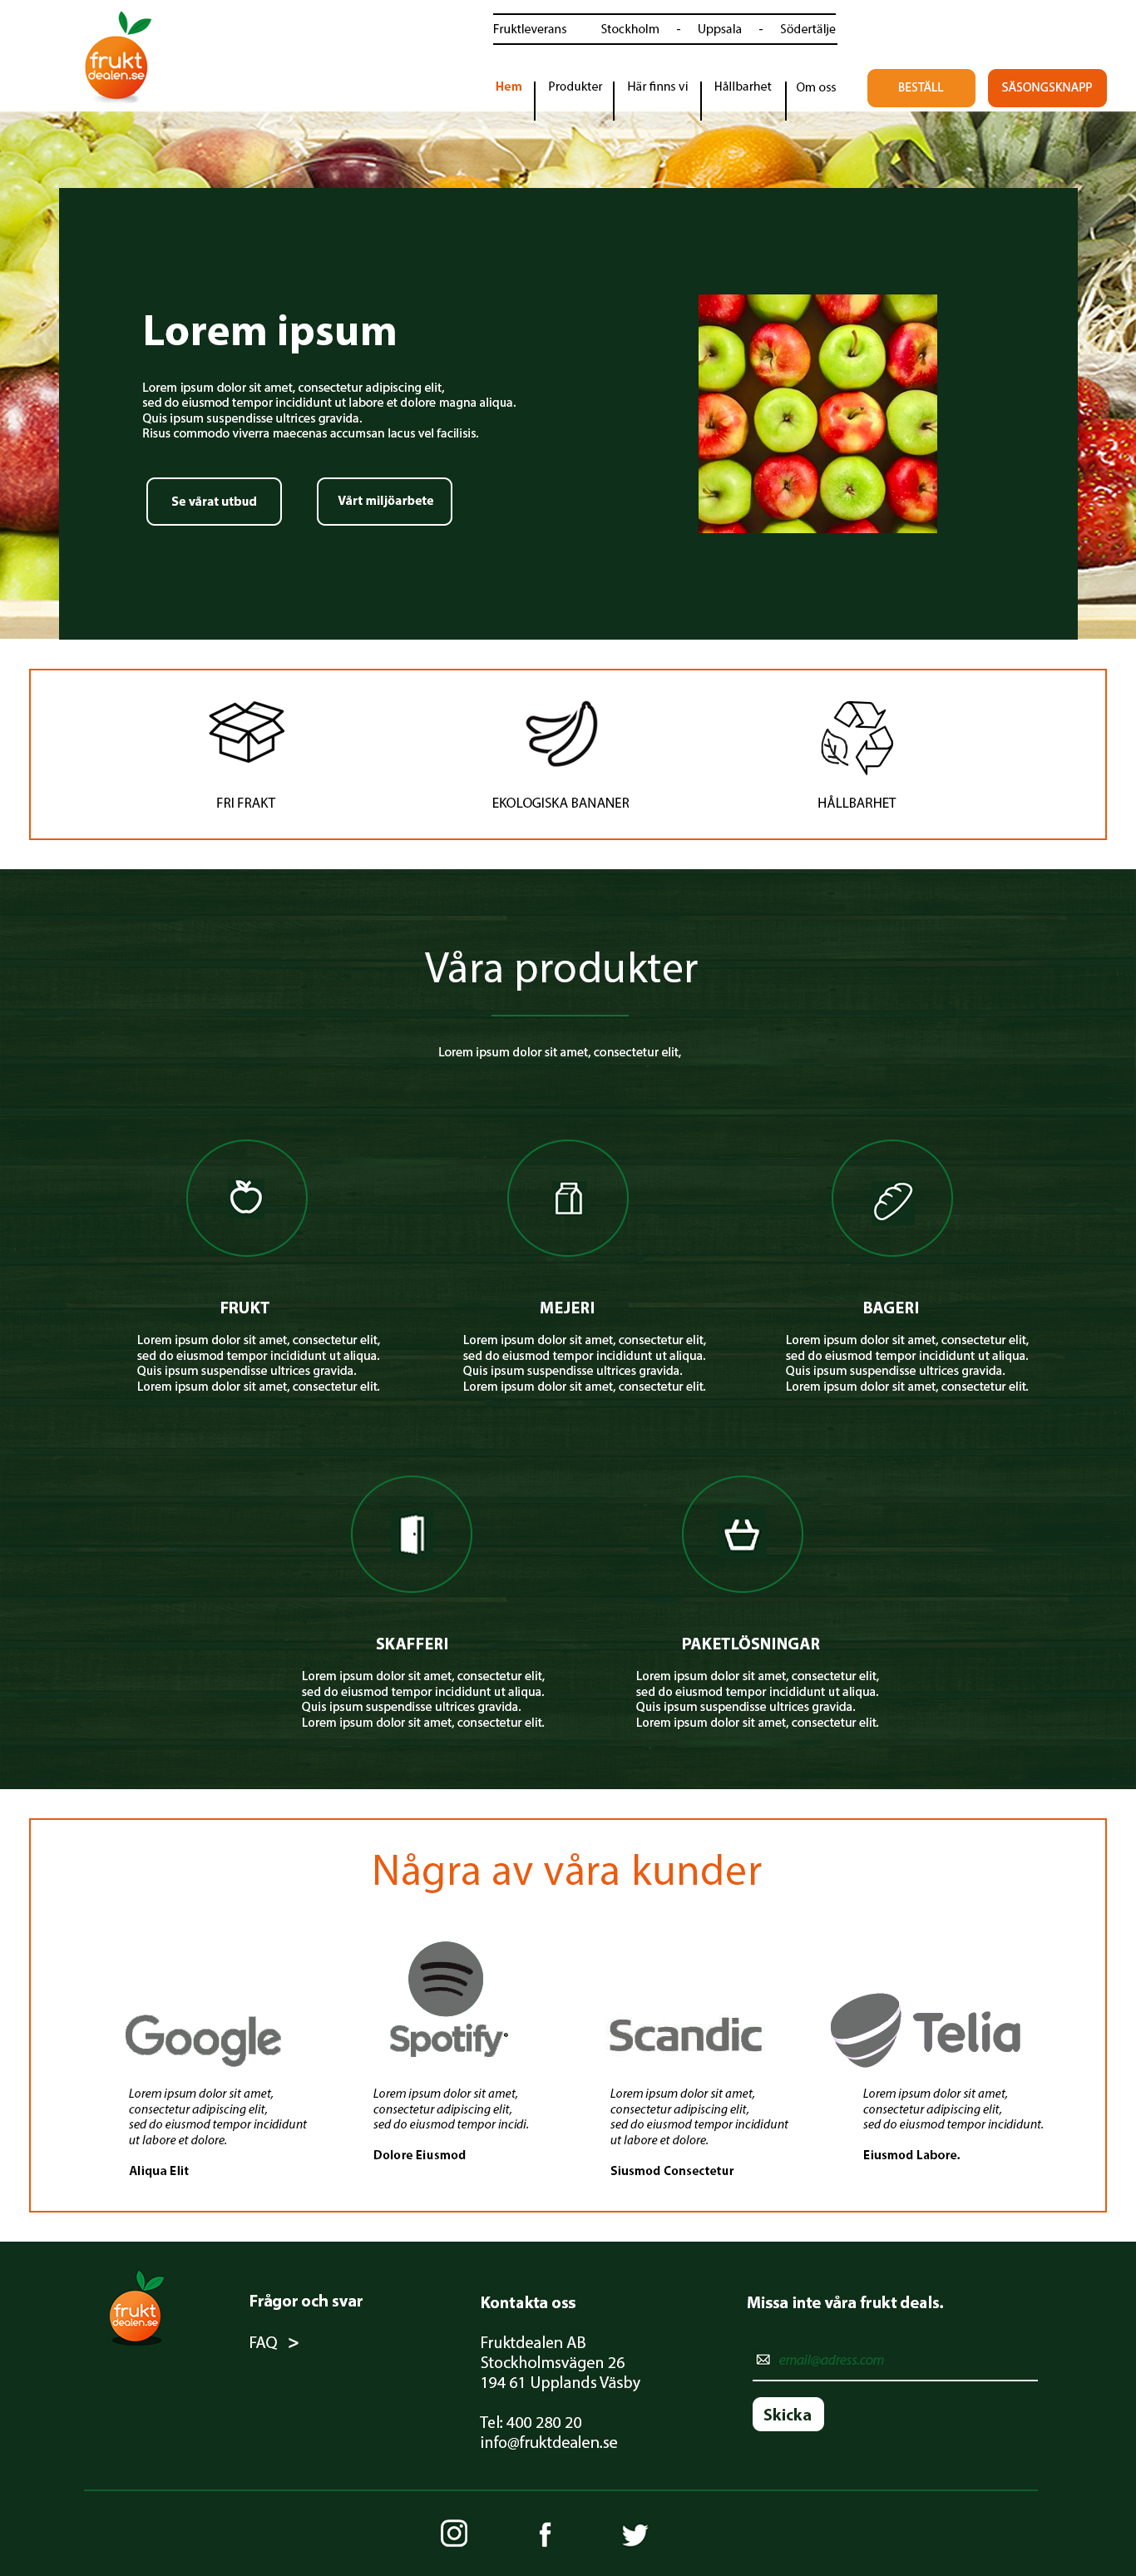 frukt
dealen.se
Fruktleverans Stockholm - Uppsala - Södertälje
Hem Produkter Här finns vi Hållbarhet Om oss
BESTÄLL
SÄSONGSKNAPP
Lorem ipsum
Lorem ipsum dolor sit amet, consectetur adipiscing elit,
sed do eiusmod tempor incididunt ut labore et dolore magna aliqua.
Quis ipsum suspendisse ultrices gravida.
Risus commodo viverra maecenas accumsan lacus vel facilisis.
Se vårat utbud
Vårt miljöarbete
FRI FRAKT
EKOLOGISKA BANANER
HÅLLBARHET
Våra produkter
Lorem ipsum dolor sit amet, consectetur elit,
FRUKT
Lorem ipsum dolor sit amet, consectetur elit,
sed do eiusmod tempor incididunt ut aliqua.
Quis ipsum suspendisse ultrices gravida.
Lorem ipsum dolor sit amet, consectetur elit.
MEJERI
Lorem ipsum dolor sit amet, consectetur elit,
sed do eiusmod tempor incididunt ut aliqua.
Quis ipsum suspendisse ultrices gravida.
Lorem ipsum dolor sit amet, consectetur elit.
BAGERI
Lorem ipsum dolor sit amet, consectetur elit,
sed do eiusmod tempor incididunt ut aliqua.
Quis ipsum suspendisse ultrices gravida.
Lorem ipsum dolor sit amet, consectetur elit.
SKAFFERI
Lorem ipsum dolor sit amet, consectetur elit,
sed do eiusmod tempor incididunt ut aliqua.
Quis ipsum suspendisse ultrices gravida.
Lorem ipsum dolor sit amet, consectetur elit.
PAKETLÖSNINGAR
Lorem ipsum dolor sit amet, consectetur elit,
sed do eiusmod tempor incididunt ut aliqua.
Quis ipsum suspendisse ultrices gravida.
Lorem ipsum dolor sit amet, consectetur elit.
Några av våra kunder
Google
Lorem ipsum dolor sit amet,
consectetur adipiscing elit,
sed do eiusmod tempor incididunt
ut labore et dolore.
Aliqua Elit
Spotify®
Lorem ipsum dolor sit amet,
consectetur adipiscing elit,
sed do eiusmod tempor incidi.
Dolore Eiusmod
Scandic
Lorem ipsum dolor sit amet,
consectetur adipiscing elit,
sed do eiusmod tempor incididunt
ut labore et dolore.
Siusmod Consectetur
Telia
Lorem ipsum dolor sit amet,
consectetur adipiscing elit,
sed do eiusmod tempor incididunt.
Eiusmod Labore.
frukt
dealen.se
Frågor och svar
FAQ >
Kontakta oss
Fruktdealen AB
Stockholmsvägen 26
194 61 Upplands Väsby
Tel: 400 280 20
info@fruktdealen.se
Missa inte våra frukt deals.
email@adress.com
Skicka